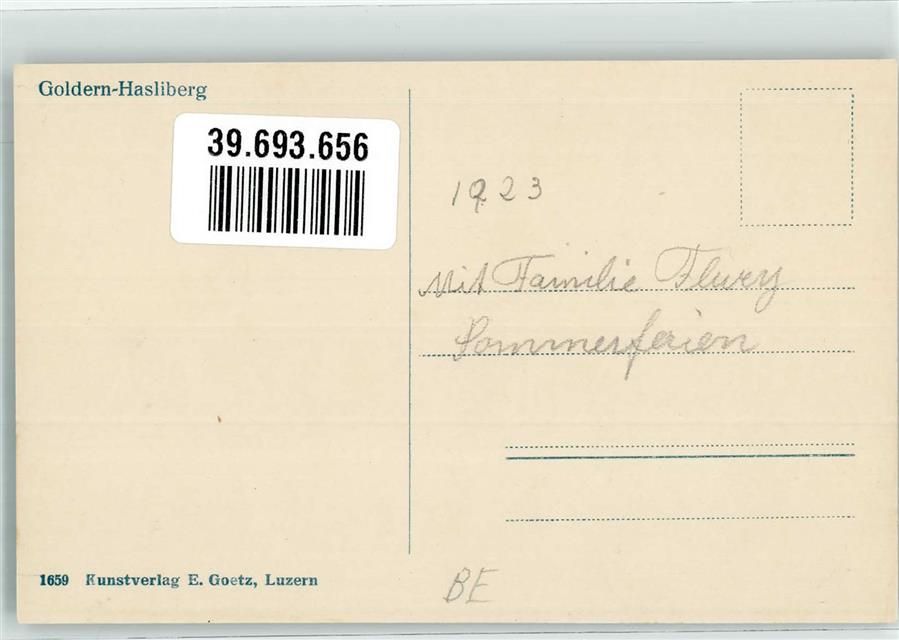 Goldern-Hasliberg
39.693.656
1923
Mit Familie Flury
Sommerferien
1659 Kunstverlag E. Goetz, Luzern
BE